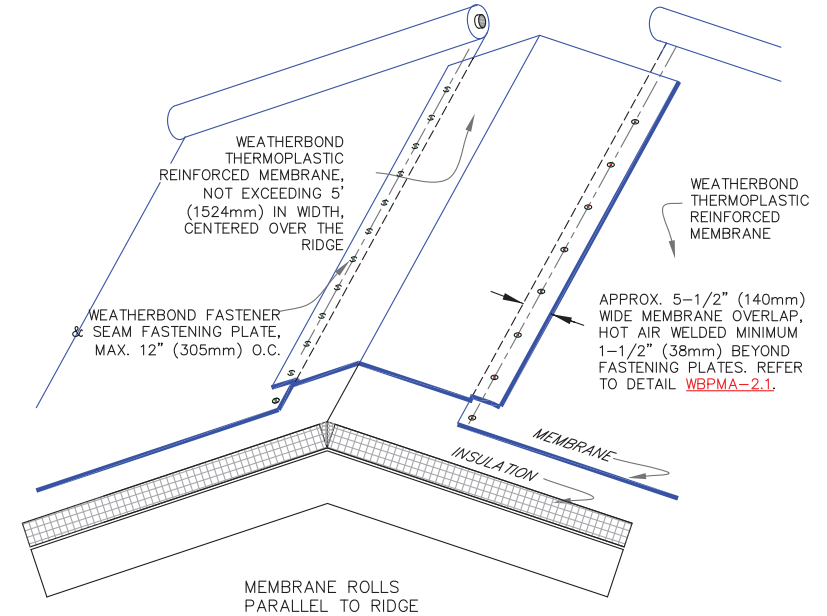 WEATHERBOND
THERMOPLASTIC
REINFORCED MEMBRANE,
NOT EXCEEDING 5'
(1524mm) IN WIDTH,
CENTERED OVER THE
RIDGE
WEATHERBOND FASTENER
& SEAM FASTENING PLATE,
MAX. 12" (305mm) O.C.
WEATHERBOND
THERMOPLASTIC
REINFORCED
MEMBRANE
APPROX. 5-1/2" (140mm)
WIDE MEMBRANE OVERLAP,
HOT AIR WELDED MINIMUM
1-1/2" (38mm) BEYOND
FASTENING PLATES. REFER
TO DETAIL WBPMA-2.1.
MEMBRANE
INSULATION
MEMBRANE ROLLS
PARALLEL TO RIDGE